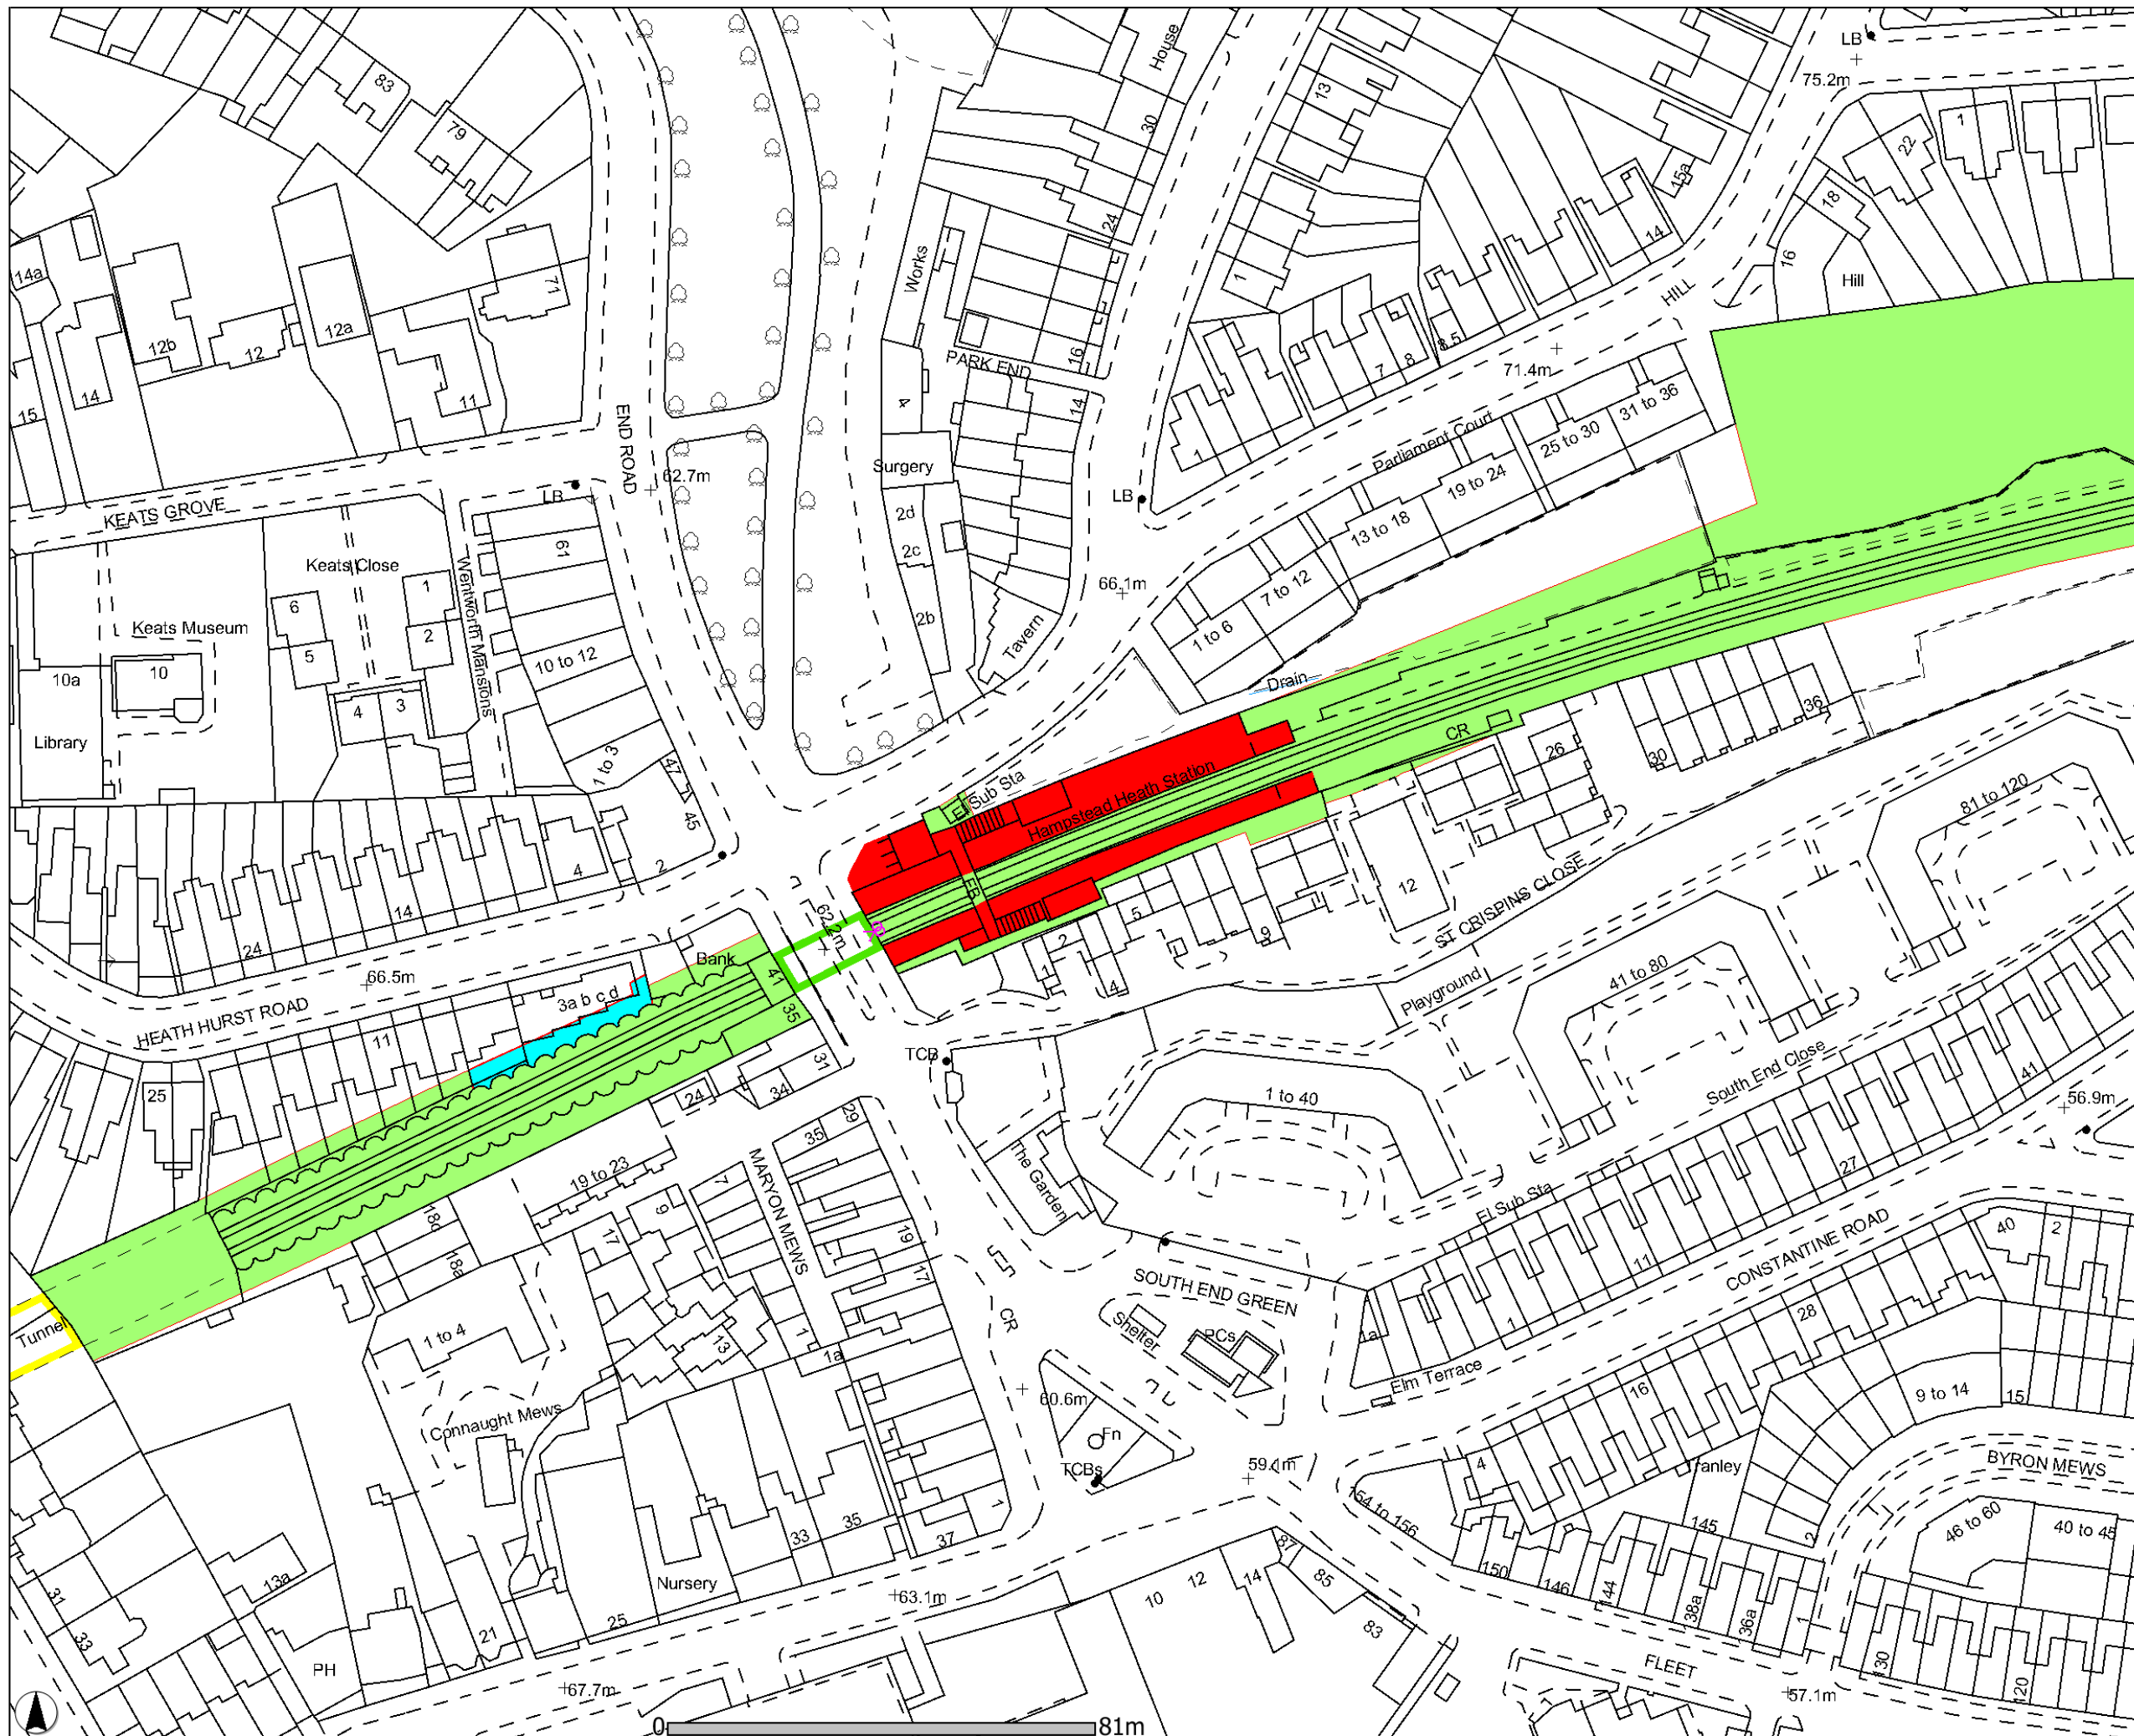 LB
75.2m
House
83
79
13
30
15a
22
1
18
24
14
16
Hill
HILL
14a
12b
12
12a
71
Works
1
14
15
11
PARK END
16
7
8
8.5
71.4m
4
14
1
Parliament Court
31 to 36
25 to 30
END ROAD
Surgery
62.7m
LB
LB
19 to 24
KEATS GROVE
2d
13 to 18
2c
61
Keats Close
66.1m
7 to 12
1
6
Wentworth Mansions
2b
Keats Museum
2
Tavern
1 to 6
5
10 to 12
10a
10
Drain
4
3
36
Library
CR
26
30
1 to 3
47
Sub Sta
El
Hampstead Heath Station
81 to 120
45
4
2
12
FB
14
5
62.2m
ST CRISPINS CLOSE
9
24
2
Bank
41
1
4
41 to 80
66.5m
3a b c d
Playground
HEATH HURST ROAD
35
11
TCB
31
South End Close
41
25
24
34
1 to 40
56.9m
29
35
The Garden
MARYON MEWS
7
19 to 23
27
El Sub Sta
18c
9
19
17
18a
11
40
2
CONSTANTINE ROAD
17
SOUTH END GREEN
Tunnel
CR
Shelter
PCs
28
1
1a
1 to 4
13
1
1a
Elm Terrace
60.6m
16
9 to 14
15
Connaught Mews
Fn
TCBs
59.1m
4
BYRON MEWS
154 to 156
1
33
35
37
145
2
46 to 60
40 to 45
87
Nursery
13a
31
85
10
12
14
150
146
144
38a
36a
1
63.1m
33
21
25
83
PH
FLEET
130
120
67.7m
57.1m
0
81m